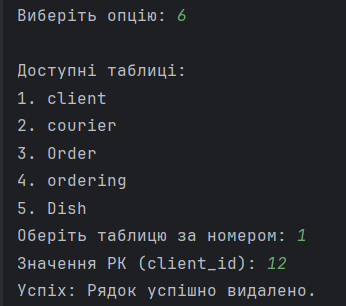 Виберіть опцію: 6
Доступні таблиці:
1. client
2. courier
3. Order
4. ordering
5. Dish
Оберіть таблицю за номером: 1
Значення PK (client_id): 12
Успіх: Рядок успішно видалено.